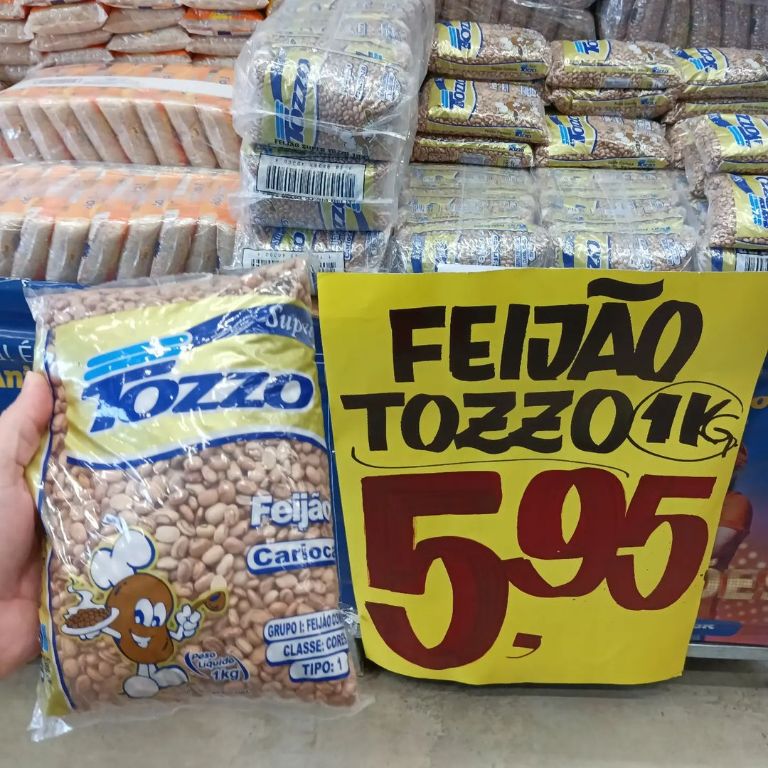 TOZZO
FEIJÃO
TOZZO 1KG
5,95
Super
TOZZO
Feijão
Carioca
GRUPO I: FEIJÃO CO
CLASSE: CORES
TIPO: 1
Peso
Líquido
1kg